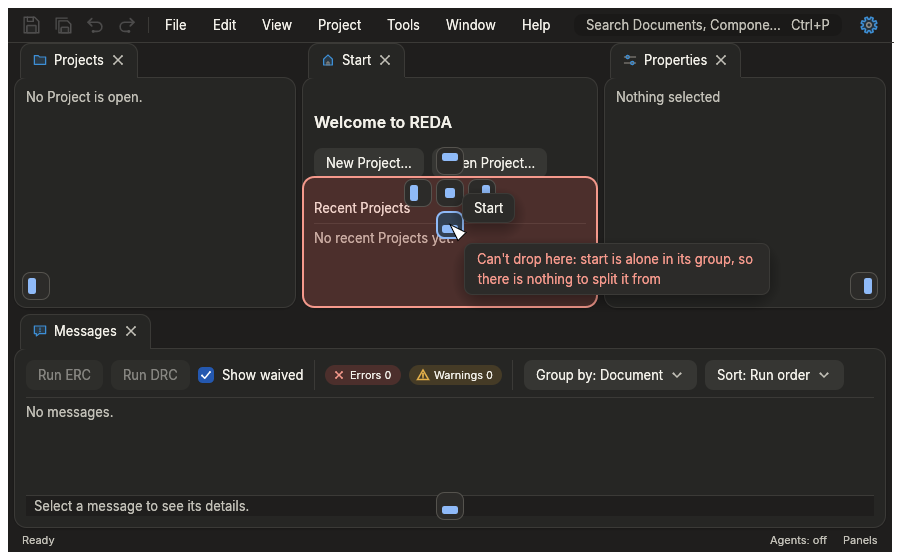 File Edit View Project Tools Window Help Search Documents, Compone... Ctrl+P
Projects
Start
Properties
No Project is open.
Nothing selected
Welcome to REDA
New Project...
en Project...
Recent Projects
Start
No recent Projects yet.
Can't drop here: start is alone in its group, so
there is nothing to split it from
Messages
Run ERC Run DRC Show waived Errors 0 Warnings 0 Group by: Document Sort: Run order
No messages.
Select a message to see its details.
Ready
Agents: off Panels